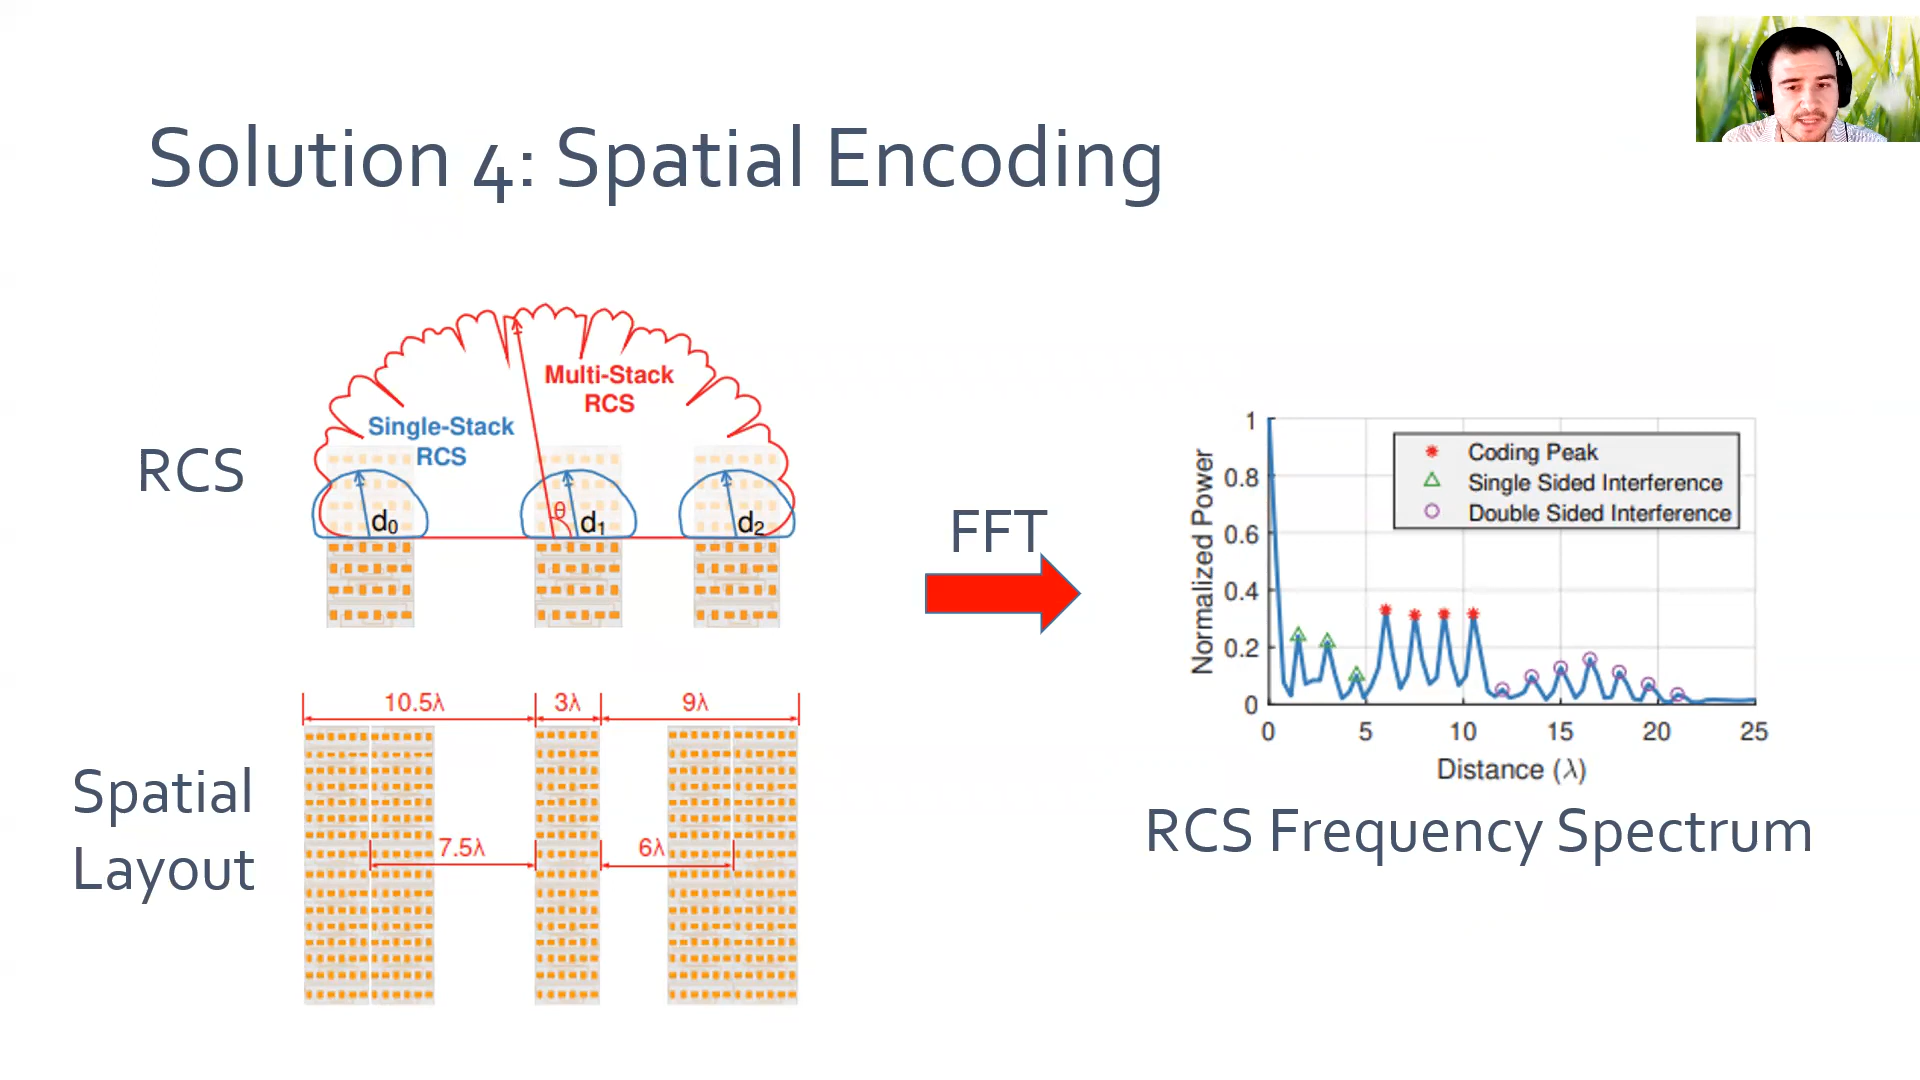 Solution 4: Spatial Encoding
RCS
Multi-Stack
RCS
Single-Stack
RCS
d0
θ
d1
d2
FFT
1
0.8
0.6
0.4
0.2
0
Normalized Power
Coding Peak
Single Sided Interference
Double Sided Interference
0 5 10 15 20 25
Distance (λ)
RCS Frequency Spectrum
Spatial
Layout
10.5λ 3λ 9λ
7.5λ 6λ